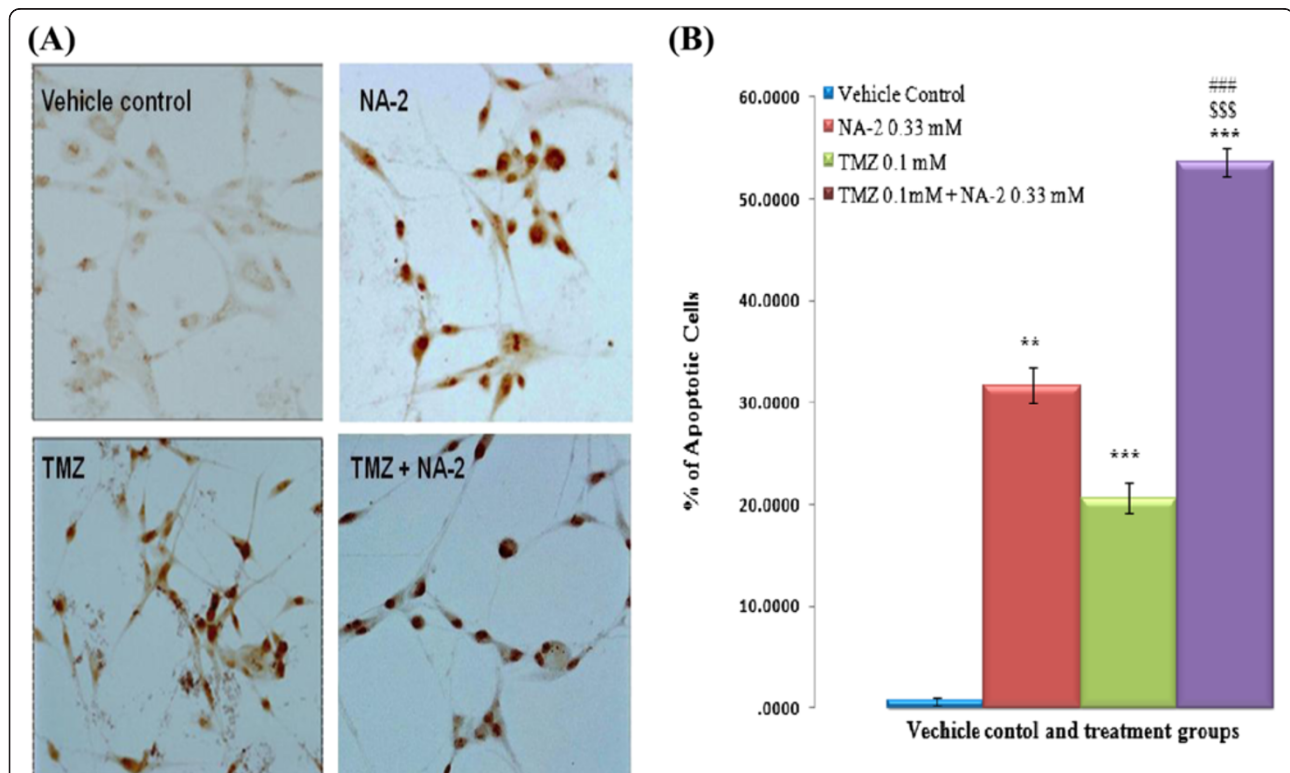 (A)
Vehicle control
NA-2
TMZ
TMZ + NA-2
(B)
% of Apoptotic Cells
60.0000
50.0000
40.0000
30.0000
20.0000
10.0000
.0000
Vehicle Control
NA-2 0.33 mM
TMZ 0.1 mM
TMZ 0.1mM + NA-2 0.33 mM
**
***
###
$$$
***
Vechicle contol and treatment groups